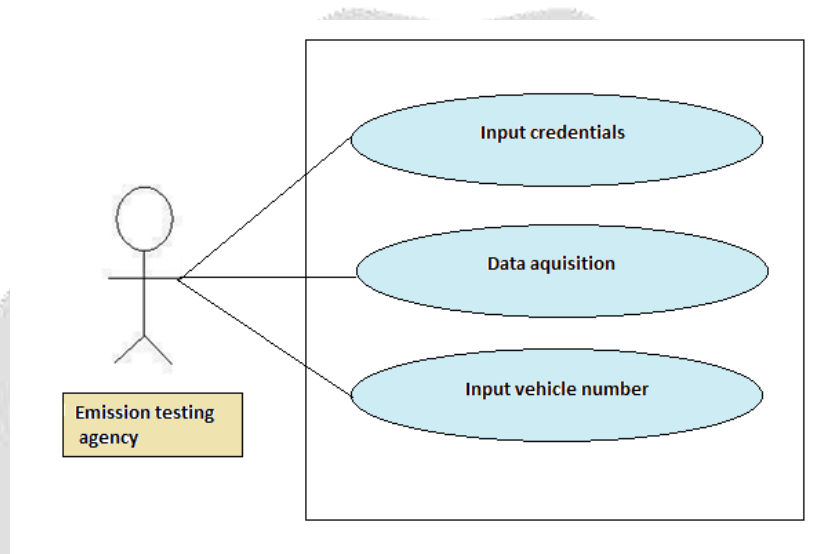 Input credentials
Data aquisition
Input vehicle number
Emission testing
agency